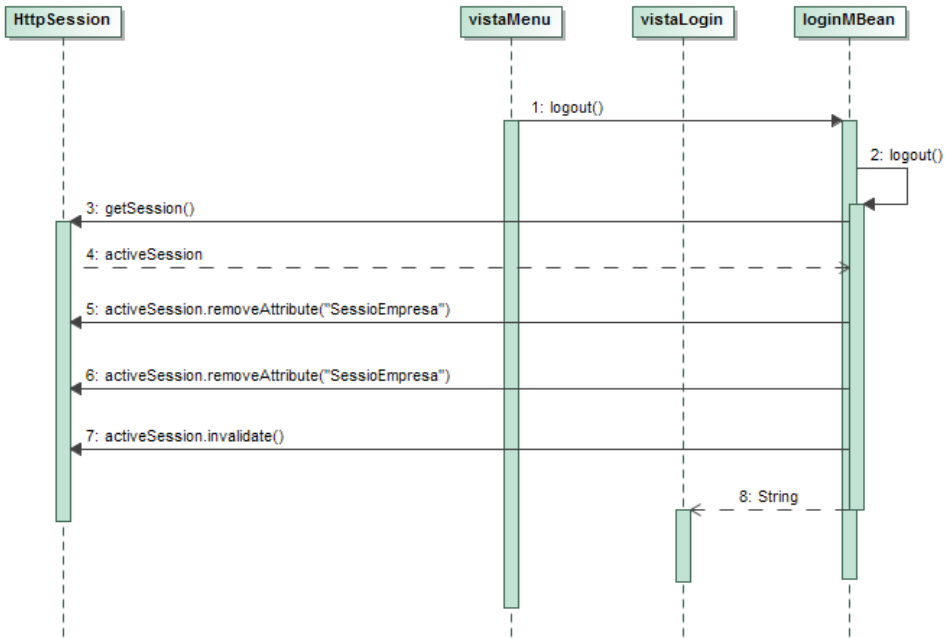 HttpSession
vistaMenu
vistaLogin
loginMBean
1: logout()
2: logout()
3: getSession()
4: activeSession
5: activeSession.removeAttribute("SessioEmpresa")
6: activeSession.removeAttribute("SessioEmpresa")
7: activeSession.invalidate()
8: String